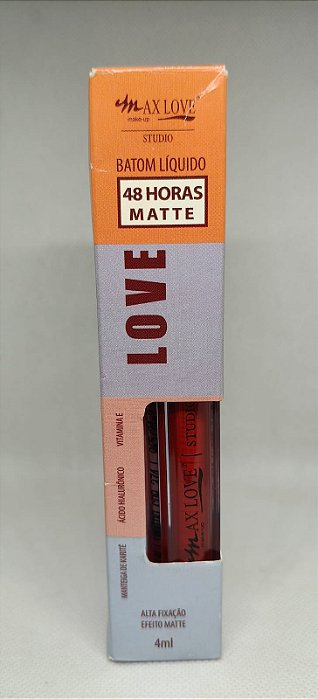 MAX LOVE®
make-up
STUDIO
BATOM LÍQUIDO
48 HORAS
MATTE
LOVE
VITAMINA E
ÁCIDO HIALURÔNICO
MANTEIGA DE KARITÉ
MAX LOVE®
STUDIO
ALTA FIXAÇÃO
EFEITO MATTE
4ml